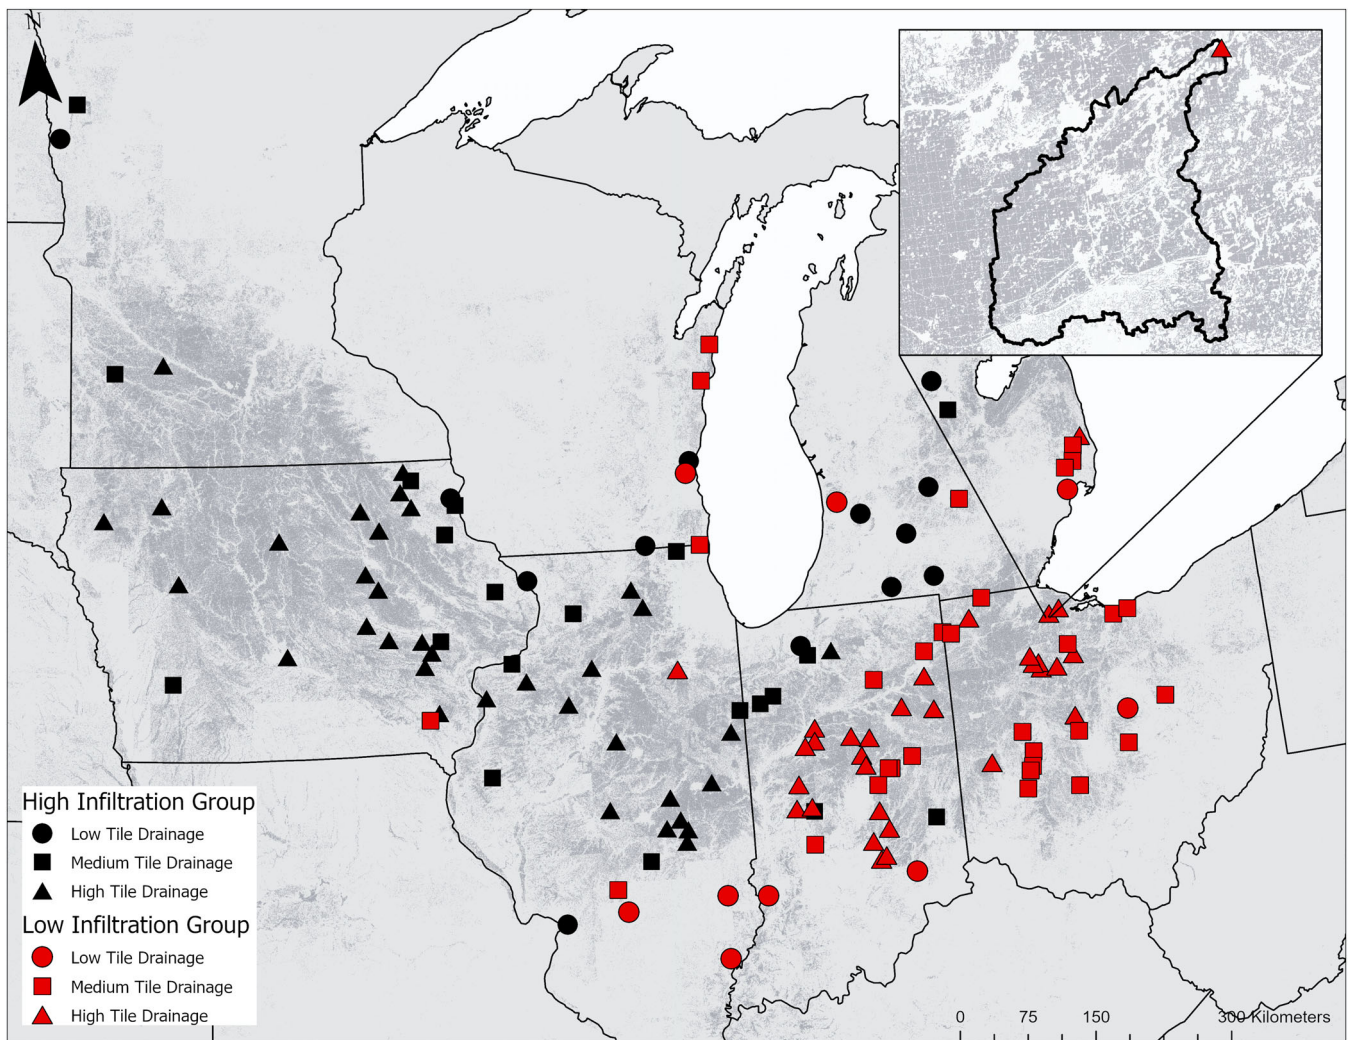 N
High Infiltration Group
Low Tile Drainage
Medium Tile Drainage
High Tile Drainage
Low Infiltration Group
Low Tile Drainage
Medium Tile Drainage
High Tile Drainage
0 75 150 300 Kilometers